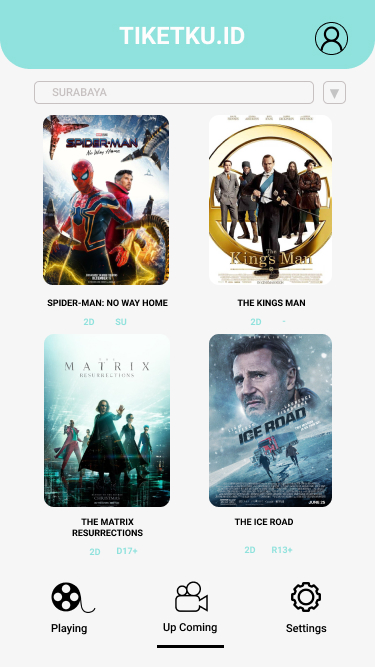 TIKETKU.ID
SURABAYA
SPIDER-MAN
No Way Home
The
King's Man
SPIDER-MAN: NO WAY HOME
THE KINGS MAN
2D SU
2D -
THE
MATRIX
RESURRECTIONS
ICE ROAD
JUNE 25
THE MATRIX
RESURRECTIONS
THE ICE ROAD
2D D17+
2D R13+
Playing
Up Coming
Settings